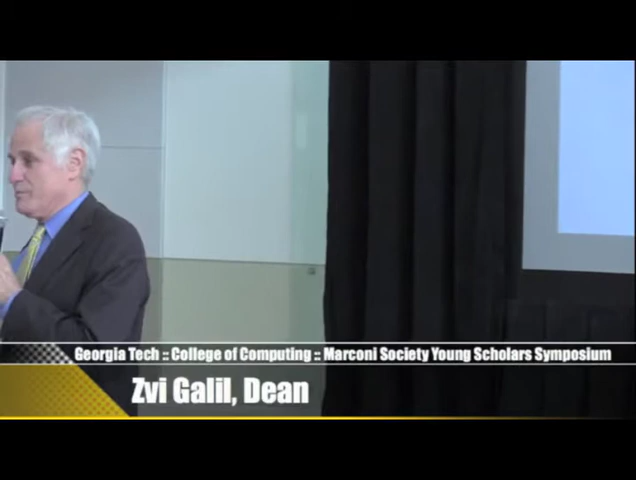 Georgia Tech :: College of Computing :: Marconi Society Young Scholars Symposium
Zvi Galil, Dean